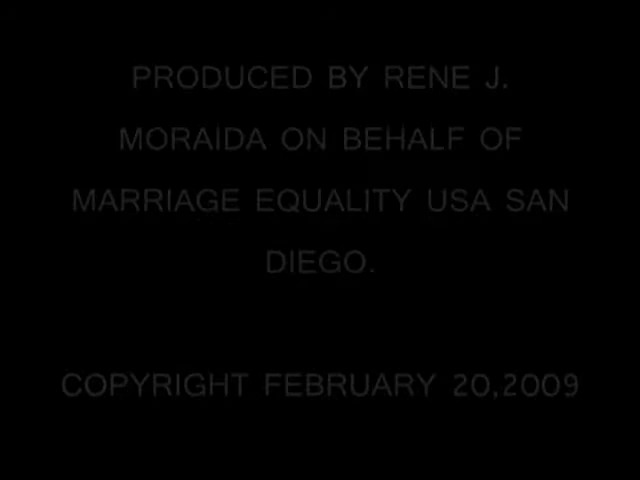 PRODUCED BY RENE J.
MORAIDA ON BEHALF OF
MARRIAGE EQUALITY USA SAN
DIEGO.
COPYRIGHT FEBRUARY 20,2009